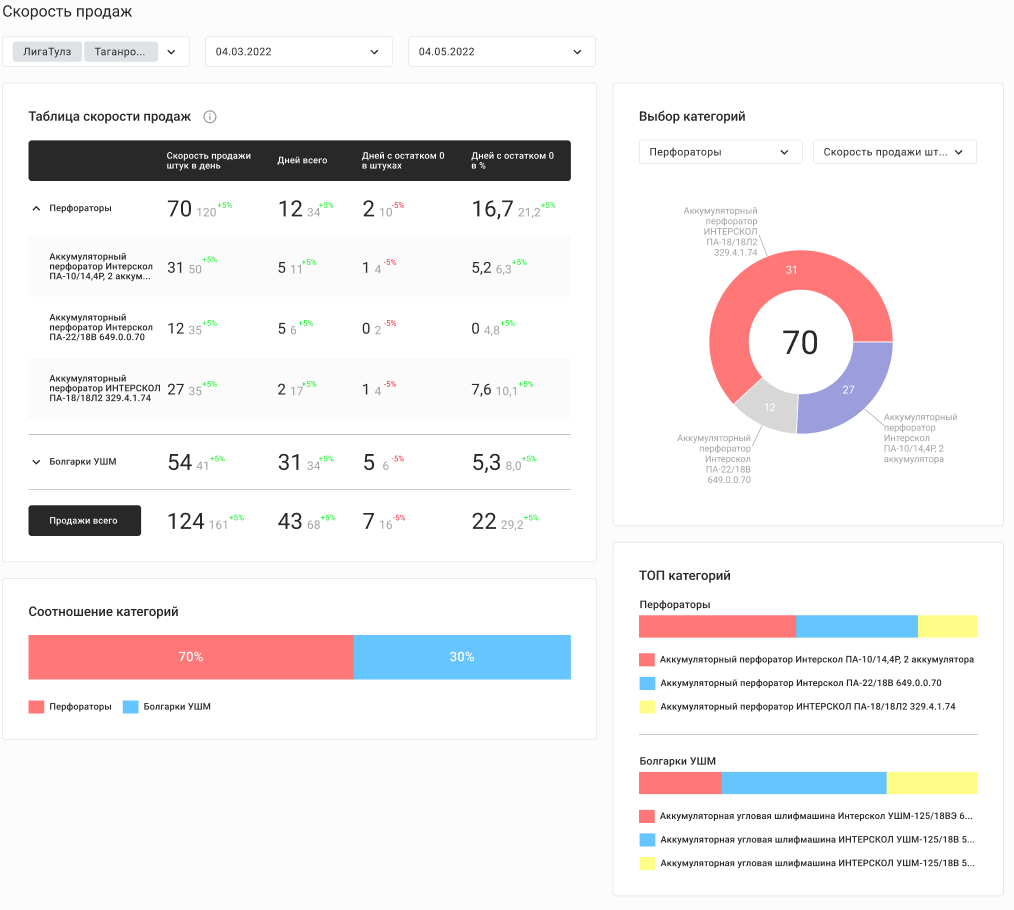 Скорость продаж
ЛигаТулз Таганро... 04.03.2022 04.05.2022
Таблица скорости продаж
Скорость продажи штук в день Дней всего Дней с остатком 0 в штуках Дней с остатком 0 в %
Перфораторы 70 120 +5% 12 34 +5% 2 10 -5% 16,7 21,2 +5%
Аккумуляторный
перфоратор Интерскол
ПА-10/14,4Р, 2 аккум...
31 50 +5% 5 11 +5% 1 4 -5% 5,2 6,3 +5%
Аккумуляторный
перфоратор Интерскол
ПА-22/18В 649.0.0.70
12 35 +5% 5 6 +5% 0 2 -5% 0 4,8 +5%
Аккумуляторный
перфоратор ИНТЕРСКОЛ
ПА-18/18Л2 329.4.1.74
27 35 +5% 2 17 +5% 1 4 -5% 7,6 10,1 +5%
Болгарки УШМ 54 41 +5% 31 34 +5% 5 6 -5% 5,3 8,0 +5%
Продажи всего 124 161 +5% 43 68 +5% 7 16 -5% 22 29,2 +5%
Соотношение категорий
70% 30%
Перфораторы Болгарки УШМ
Выбор категорий
Перфораторы Скорость продажи шт...
Аккумуляторный
перфоратор
ИНТЕРСКОЛ
ПА-18/18Л2
329.4.1.74
31
70
27
12
Аккумуляторный
перфоратор
Интерскол
ПА-10/14,4Р, 2
аккумулятора
Аккумуляторный
перфоратор
Интерскол
ПА-22/18В
649.0.0.70
ТОП категорий
Перфораторы
Аккумуляторный перфоратор Интерскол ПА-10/14,4Р, 2 аккумулятора
Аккумуляторный перфоратор Интерскол ПА-22/18В 649.0.0.70
Аккумуляторный перфоратор ИНТЕРСКОЛ ПА-18/18Л2 329.4.1.74
Болгарки УШМ
Аккумуляторная угловая шлифмашина Интерскол УШМ-125/18ВЭ 6...
Аккумуляторная угловая шлифмашина ИНТЕРСКОЛ УШМ-125/18В 5...
Аккумуляторная угловая шлифмашина ИНТЕРСКОЛ УШМ-125/18В 5...